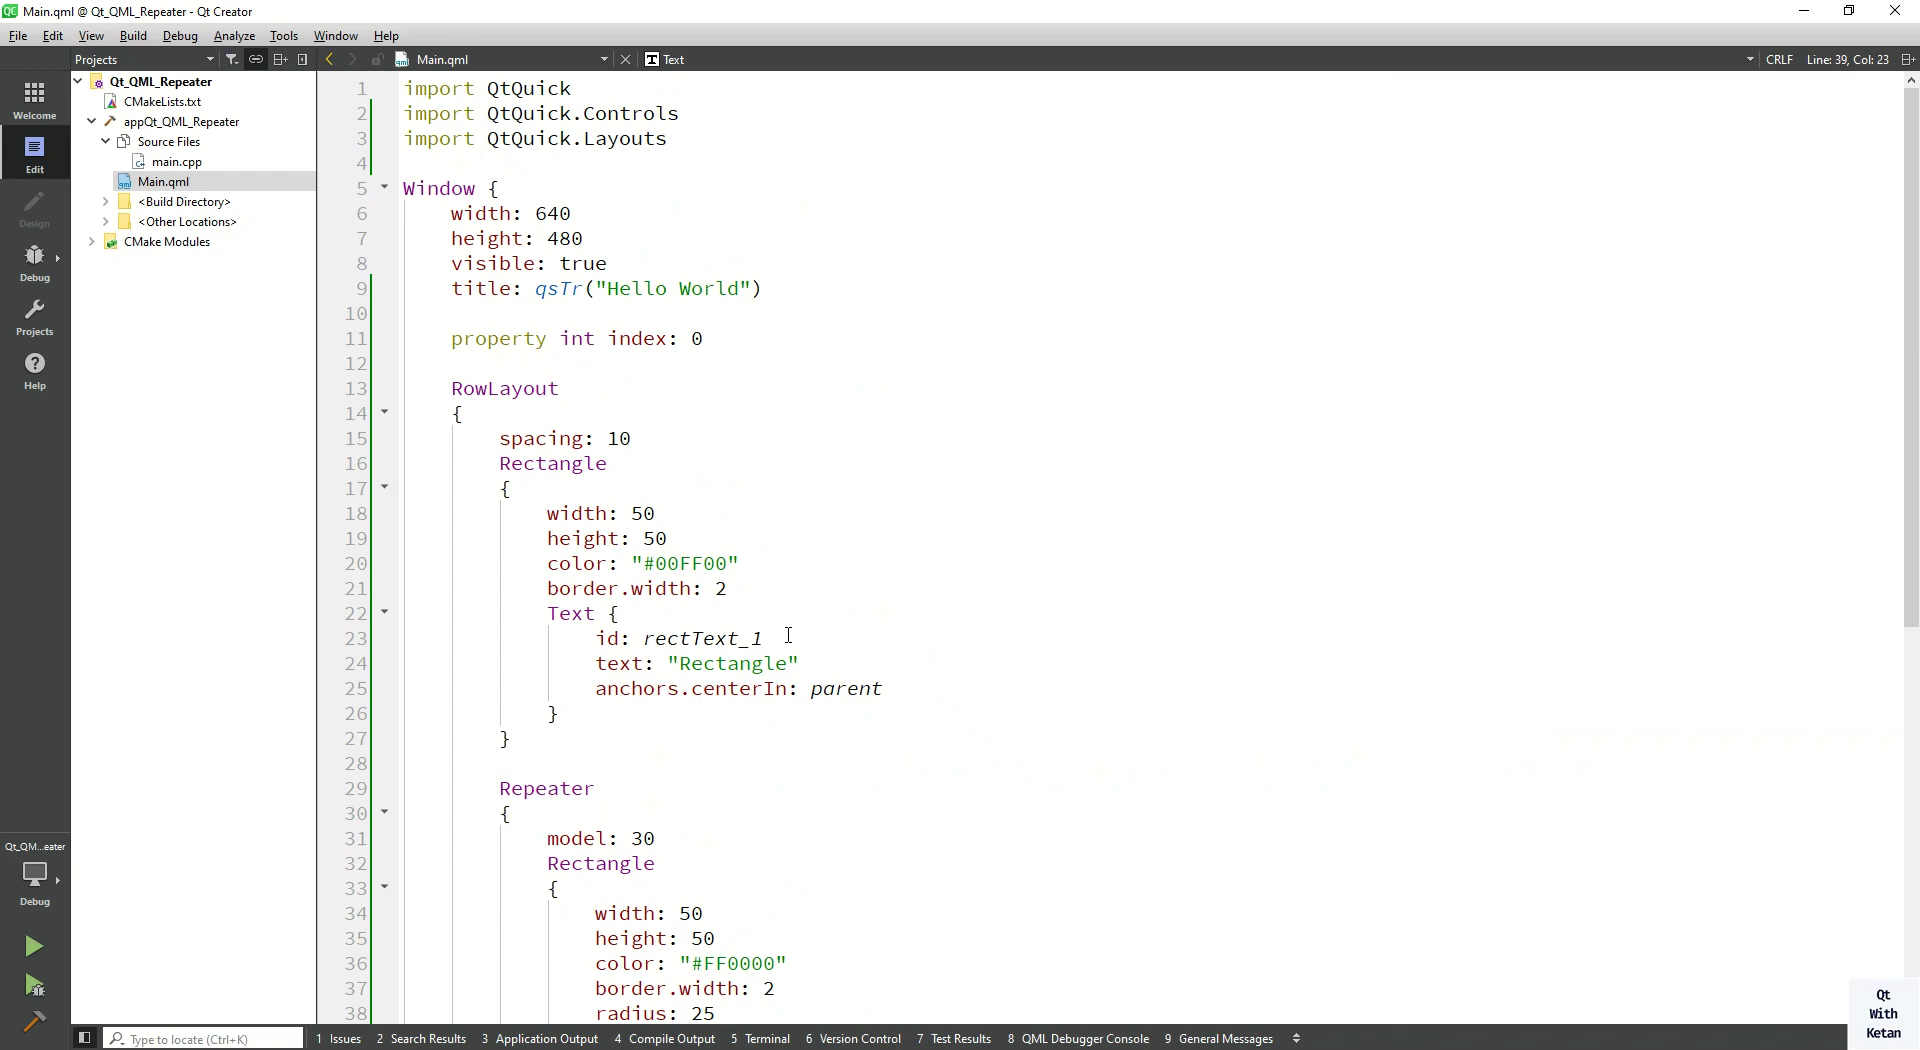 Main.qml @ Qt_QML_Repeater - Qt Creator
File Edit View Build Debug Analyze Tools Window Help
Projects Main.qml Text CRLF Line: 39, Col: 23
Welcome
Edit
Design
Debug
Projects
Help
Qt_QML_Repeater
CMakeLists.txt
appQt_QML_Repeater
Source Files
main.cpp
Main.qml
<Build Directory>
<Other Locations>
CMake Modules
1 import QtQuick
2 import QtQuick.Controls
3 import QtQuick.Layouts
4
5 Window {
6 width: 640
7 height: 480
8 visible: true
9 title: qsTr("Hello World")
10
11 property int index: 0
12
13 RowLayout
14 {
15 spacing: 10
16 Rectangle
17 {
18 width: 50
19 height: 50
20 color: "#00FF00"
21 border.width: 2
22 Text {
23 id: rectText_1
24 text: "Rectangle"
25 anchors.centerIn: parent
26 }
27 }
28
29 Repeater
30 {
31 model: 30
32 Rectangle
33 {
34 width: 50
35 height: 50
36 color: "#FF0000"
37 border.width: 2
38 radius: 25
Qt_QM...eater
Debug
Type to locate (Ctrl+K) 1 Issues 2 Search Results 3 Application Output 4 Compile Output 5 Terminal 6 Version Control 7 Test Results 8 QML Debugger Console 9 General Messages
Qt
With
Ketan